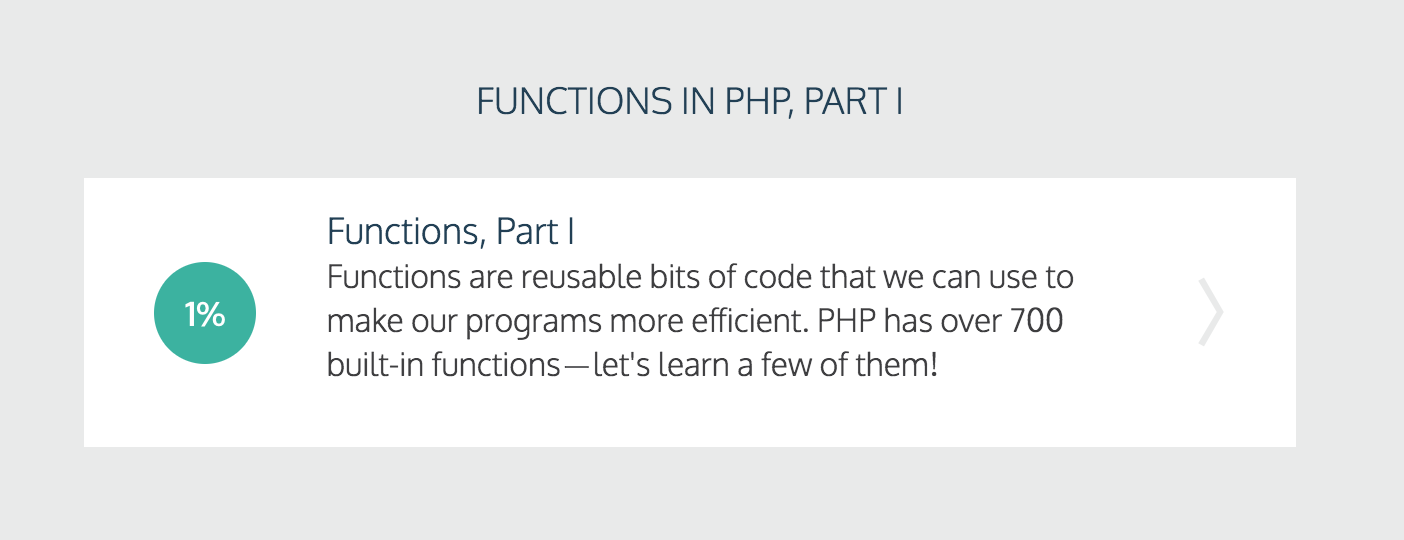 FUNCTIONS IN PHP, PART I
Functions, Part I
1%
Functions are reusable bits of code that we can use to
make our programs more efficient. PHP has over 700
built-in functions—let's learn a few of them!